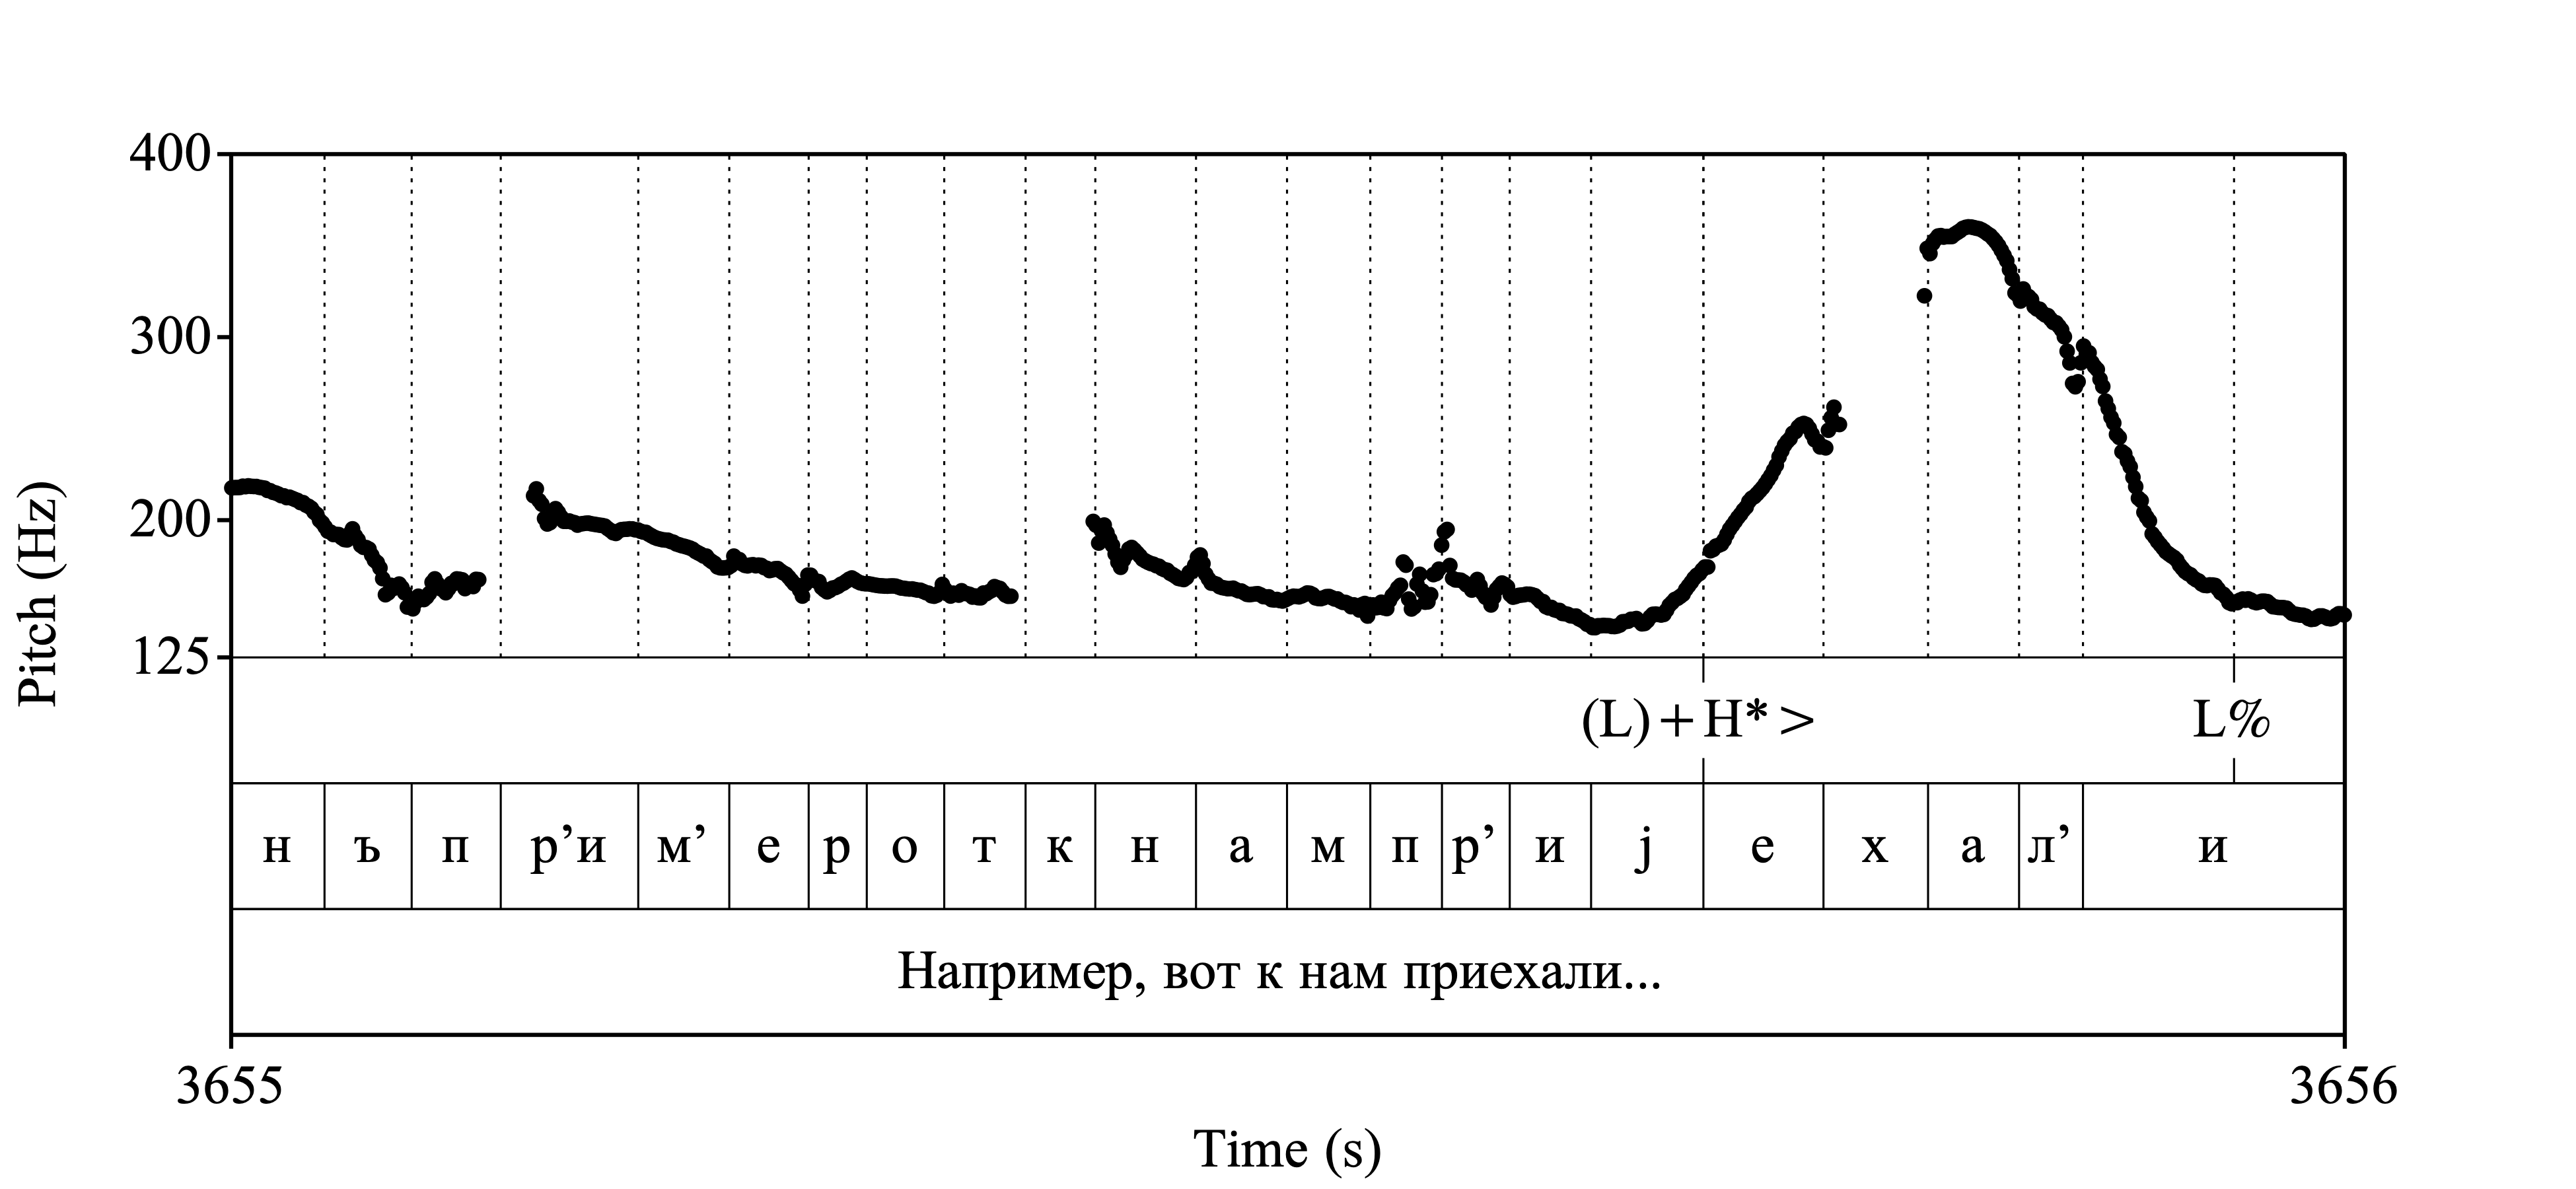 400
300
200
125
Pitch (Hz)
(L)+H*> L%
н ъ п р’и м’ е р о т к н а м п р’ и j е х а л’ и
Например, вот к нам приехали...
3655 3656
Time (s)